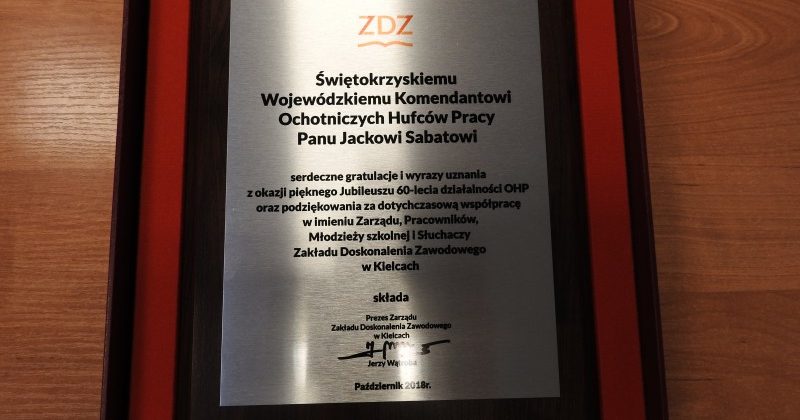 ZDZ
Świętokrzyskiemu
Wojewódzkiemu Komendantowi
Ochotniczych Hufców Pracy
Panu Jackowi Sabatowi
serdeczne gratulacje i wyrazy uznania
z okazji pięknego Jubileuszu 60-lecia działalności OHP
oraz podziękowania za dotychczasową współpracę
w imieniu Zarządu, Pracowników,
Młodzieży szkolnej i Słuchaczy
Zakładu Doskonalenia Zawodowego
w Kielcach
składa
Prezes Zarządu
Zakładu Doskonalenia Zawodowego
w Kielcach
Jerzy Wątroba
Październik 2018r.